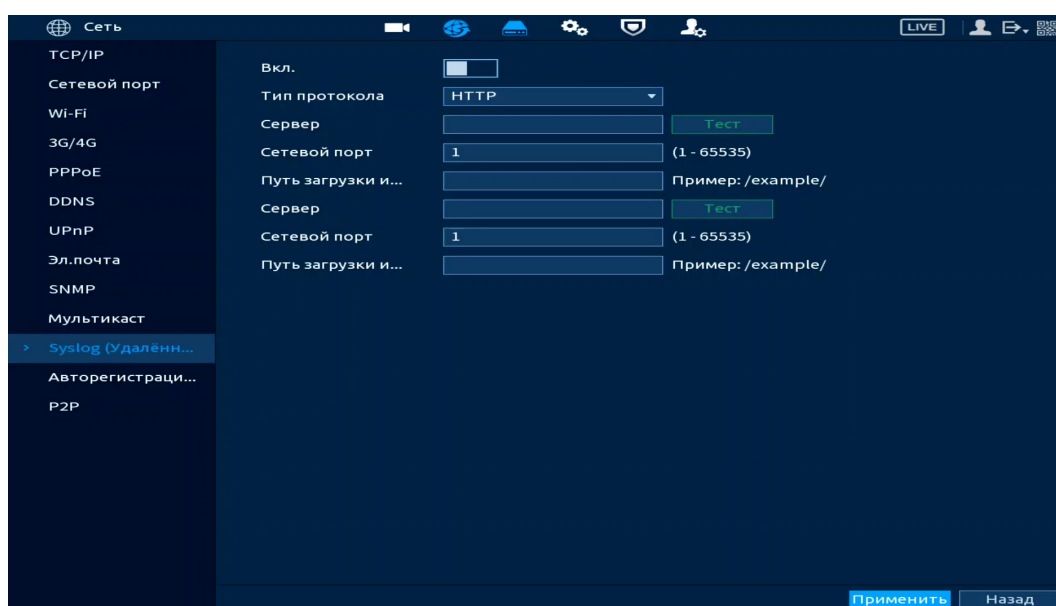 Сеть
LIVE
TCP/IP
Сетевой порт
Wi-Fi
3G/4G
PPPoE
DDNS
UPnP
Эл.почта
SNMP
Мультикаст
> Syslog (Удалённ...
Авторегистраци...
P2P
Вкл.
Тип протокола HTTP
Сервер Тест
Сетевой порт 1 (1 - 65535)
Путь загрузки и... Пример: /example/
Сервер Тест
Сетевой порт 1 (1 - 65535)
Путь загрузки и... Пример: /example/
Применить Назад